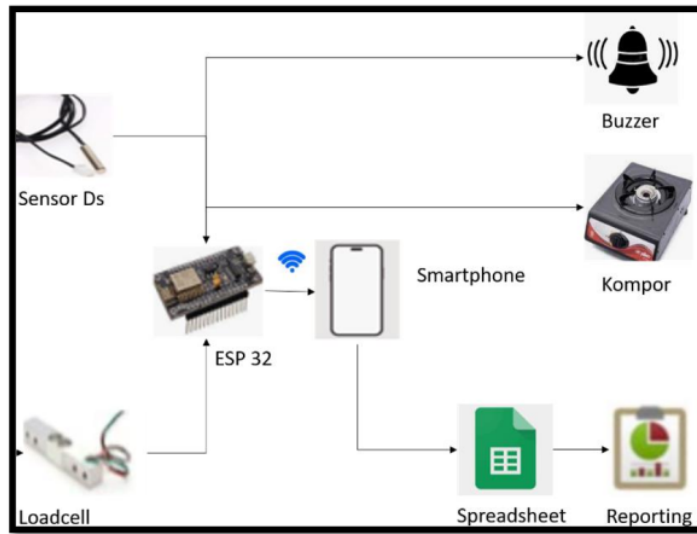 Buzzer
Sensor Ds
Kompor
Smartphone
ESP 32
Loadcell
Spreadsheet
Reporting